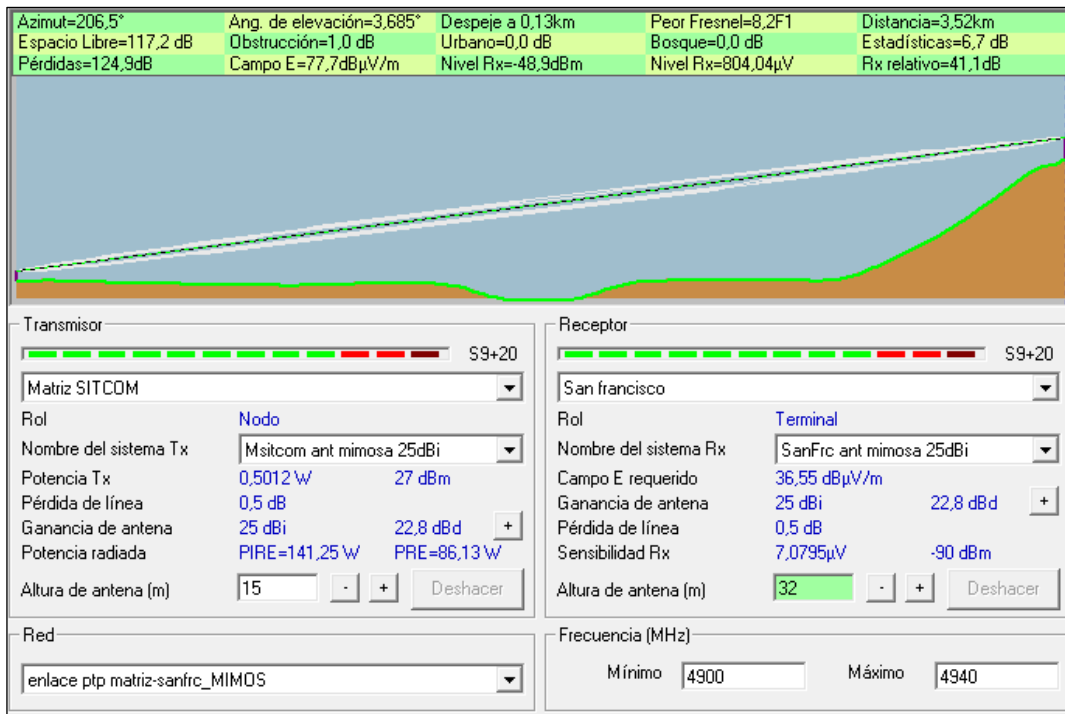 Azimut=206,5° Ang. de elevación=3,685° Despeje a 0,13km Peor Fresnel=8,2F1 Distancia=3,52km
Espacio Libre=117,2 dB Obstrucción=1,0 dB Urbano=0,0 dB Bosque=0,0 dB Estadísticas=6,7 dB
Pérdidas=124,9dB Campo E=77,7dBµV/m Nivel Rx=-48,9dBm Nivel Rx=804,04µV Rx relativo=41,1dB
Transmisor
S9+20
Matriz SITCOM
Rol Nodo
Nombre del sistema Tx Msitcom ant mimosa 25dBi
Potencia Tx 0,5012 W 27 dBm
Pérdida de línea 0,5 dB
Ganancia de antena 25 dBi 22,8 dBd +
Potencia radiada PIRE=141,25 W PRE=86,13 W
Altura de antena (m) 15 - + Deshacer
Receptor
S9+20
San francisco
Rol Terminal
Nombre del sistema Rx SanFrc ant mimosa 25dBi
Campo E requerido 36,55 dBµV/m
Ganancia de antena 25 dBi 22,8 dBd +
Pérdida de línea 0,5 dB
Sensibilidad Rx 7,0795µV -90 dBm
Altura de antena (m) 32 - + Deshacer
Red
enlace ptp matriz-sanfrc_MIMOS
Frecuencia (MHz)
Mínimo 4900 Máximo 4940